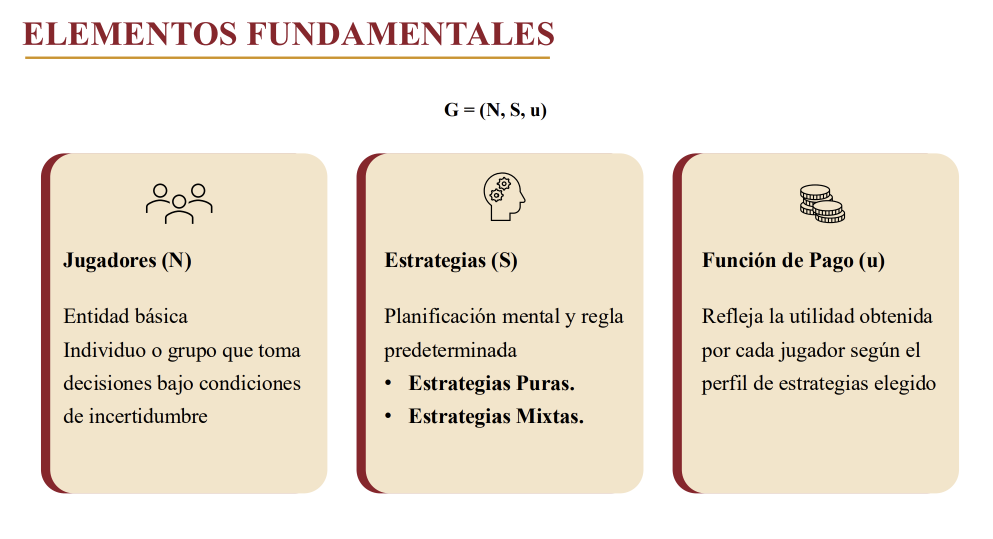 ELEMENTOS FUNDAMENTALES
G = (N, S, u)
Jugadores (N)
Entidad básica
Individuo o grupo que toma
decisiones bajo condiciones
de incertidumbre
Estrategias (S)
Planificación mental y regla
predeterminada
• Estrategias Puras.
• Estrategias Mixtas.
Función de Pago (u)
Refleja la utilidad obtenida
por cada jugador según el
perfil de estrategias elegido